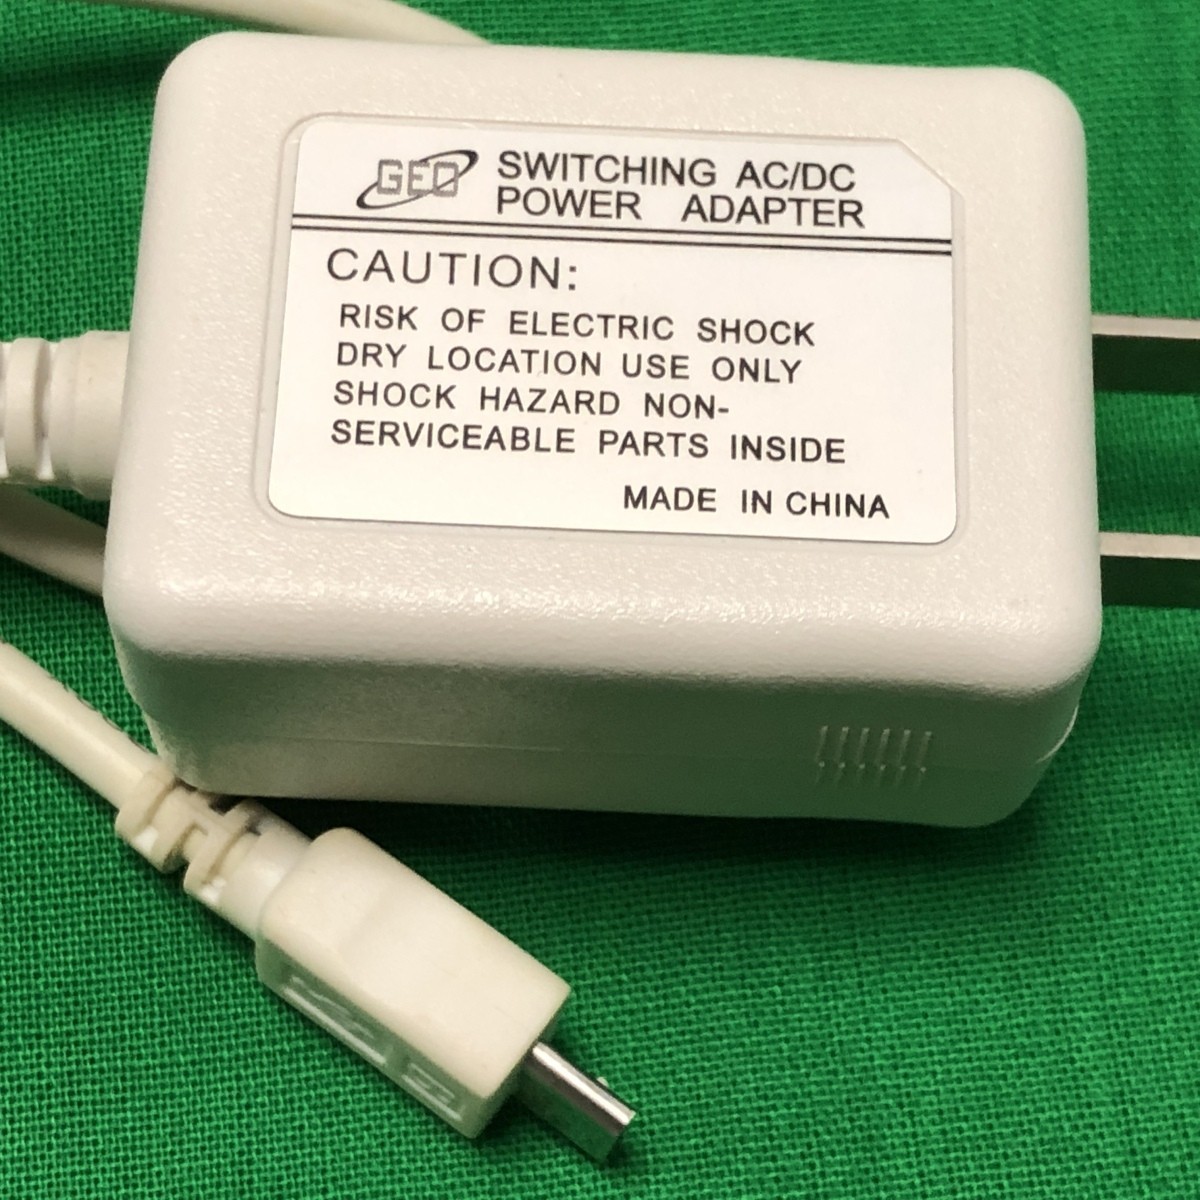 GEO
SWITCHING AC/DC
POWER ADAPTER
CAUTION:
RISK OF ELECTRIC SHOCK
DRY LOCATION USE ONLY
SHOCK HAZARD NON-
SERVICEABLE PARTS INSIDE
MADE IN CHINA